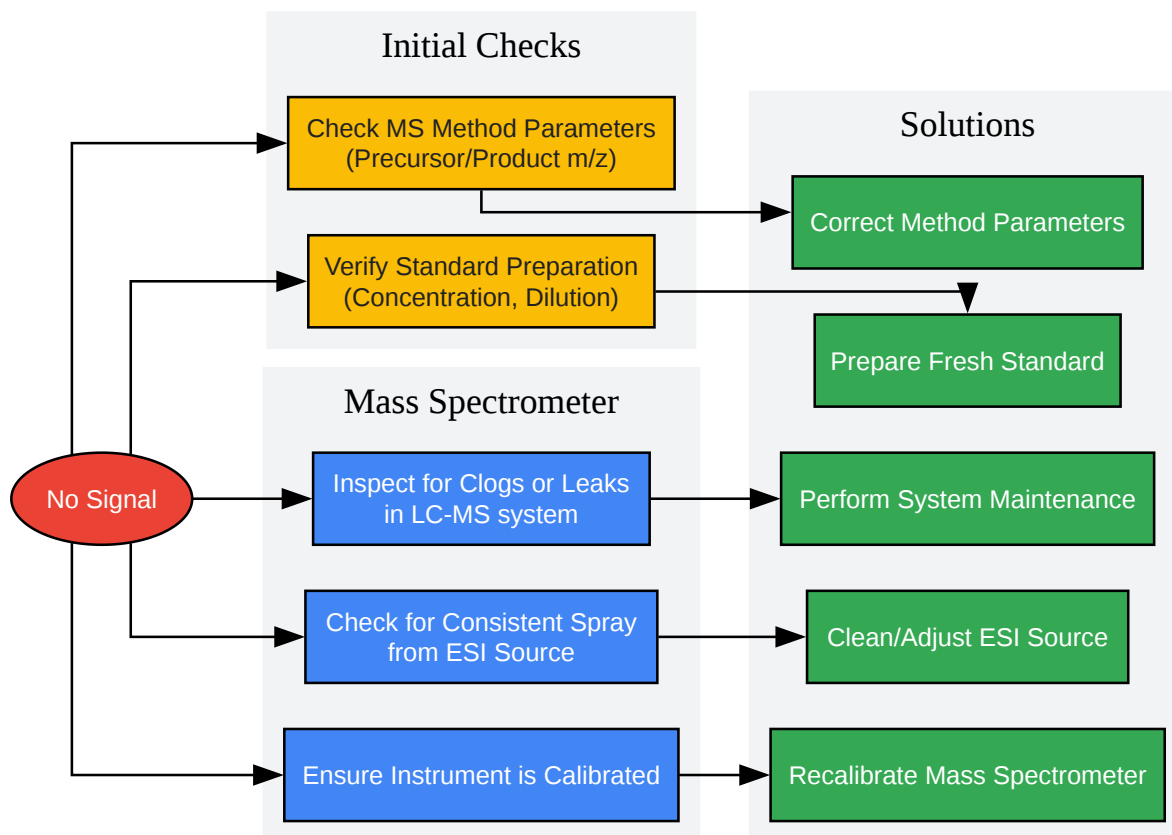 Initial Checks
Check MS Method Parameters
(Precursor/Product m/z)
Verify Standard Preparation
(Concentration, Dilution)
Solutions
Correct Method Parameters
Prepare Fresh Standard
Mass Spectrometer
No Signal
Inspect for Clogs or Leaks
in LC-MS system
Perform System Maintenance
Check for Consistent Spray
from ESI Source
Clean/Adjust ESI Source
Ensure Instrument is Calibrated
Recalibrate Mass Spectrometer